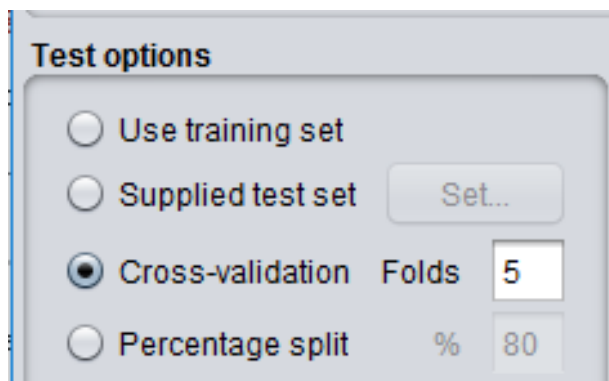 Test options
Use training set
Supplied test set Set...
Cross-validation Folds 5
Percentage split % 80